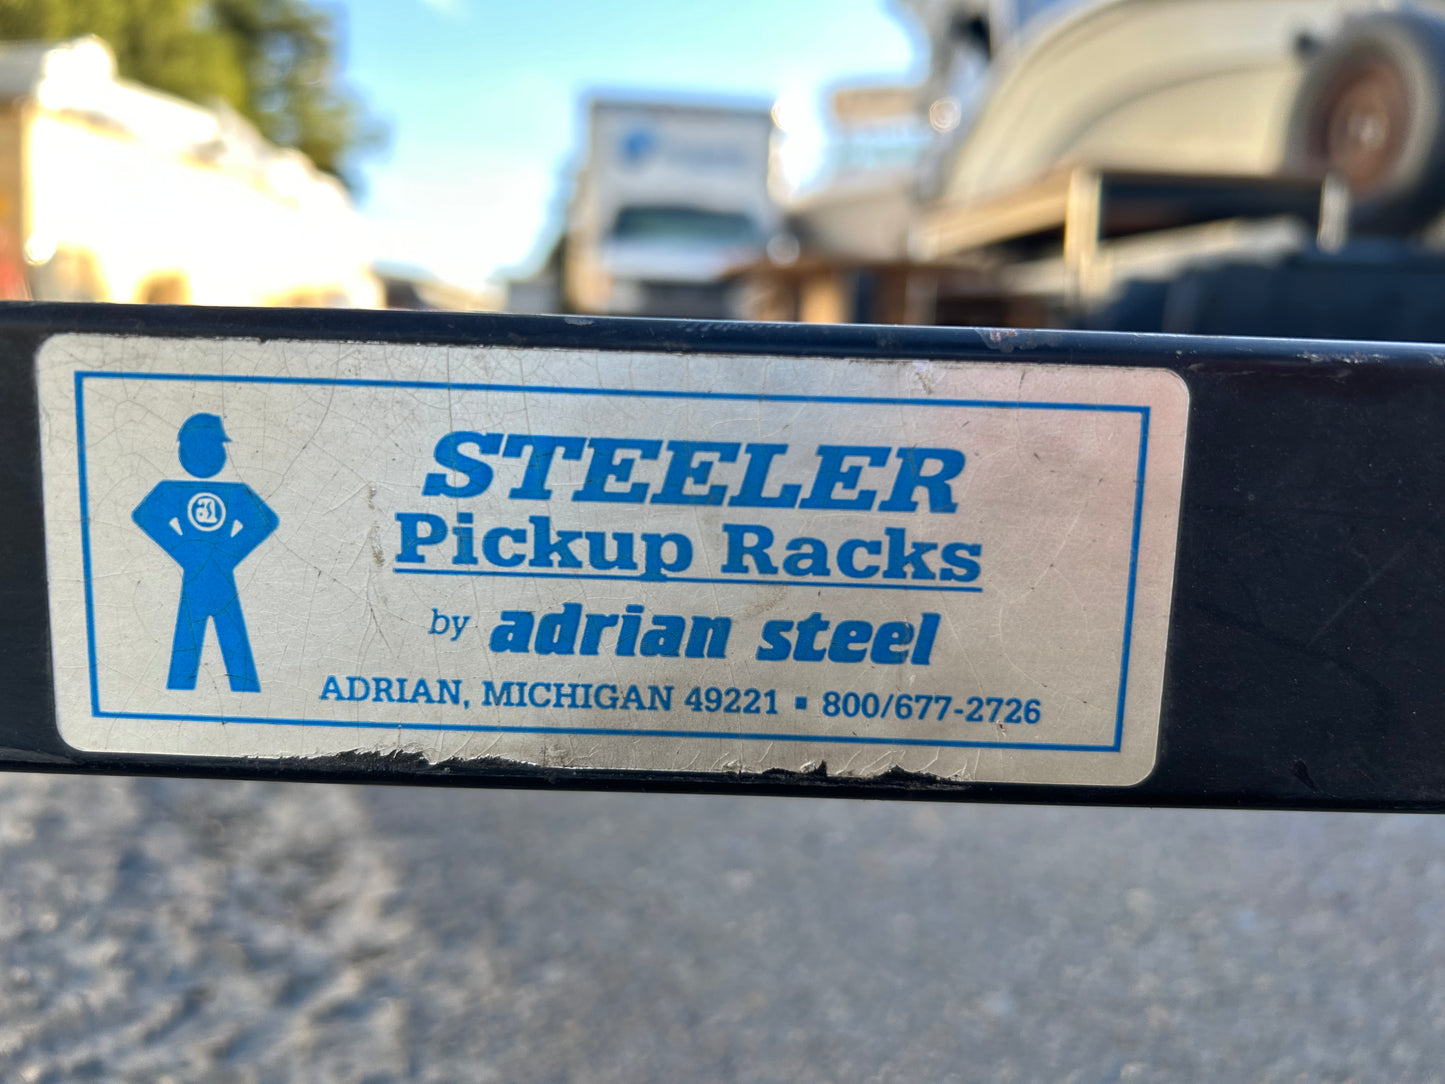 STEELER
Pickup Racks
by adrian steel
ADRIAN, MICHIGAN 49221 ▪ 800/677-2726